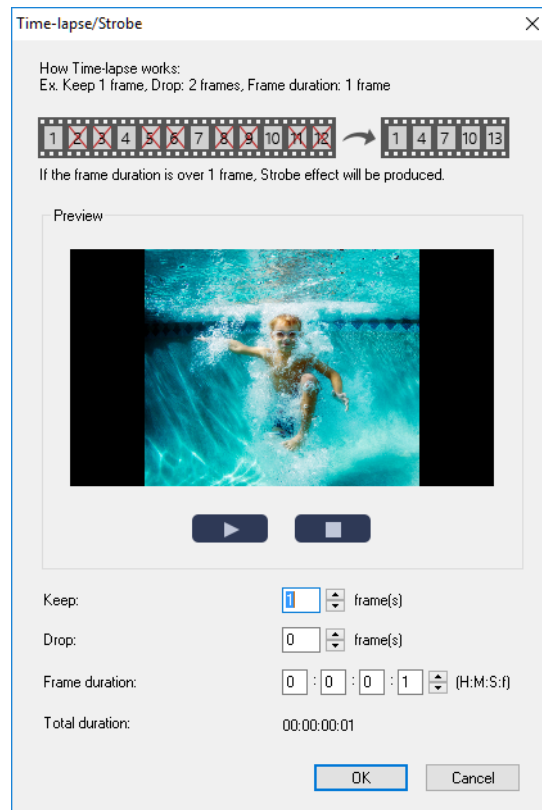 Time-lapse/Strobe
How Time-lapse works:
Ex. Keep 1 frame, Drop: 2 frames, Frame duration: 1 frame
1 2 3 4 5 6 7 8 9 10 11 12 1 4 7 10 13
If the frame duration is over 1 frame, Strobe effect will be produced.
Preview
Keep: 1 frame(s)
Drop: 0 frame(s)
Frame duration: 0 : 0 : 0 : 1 (H:M:S:f)
Total duration: 00:00:00:01
OK Cancel